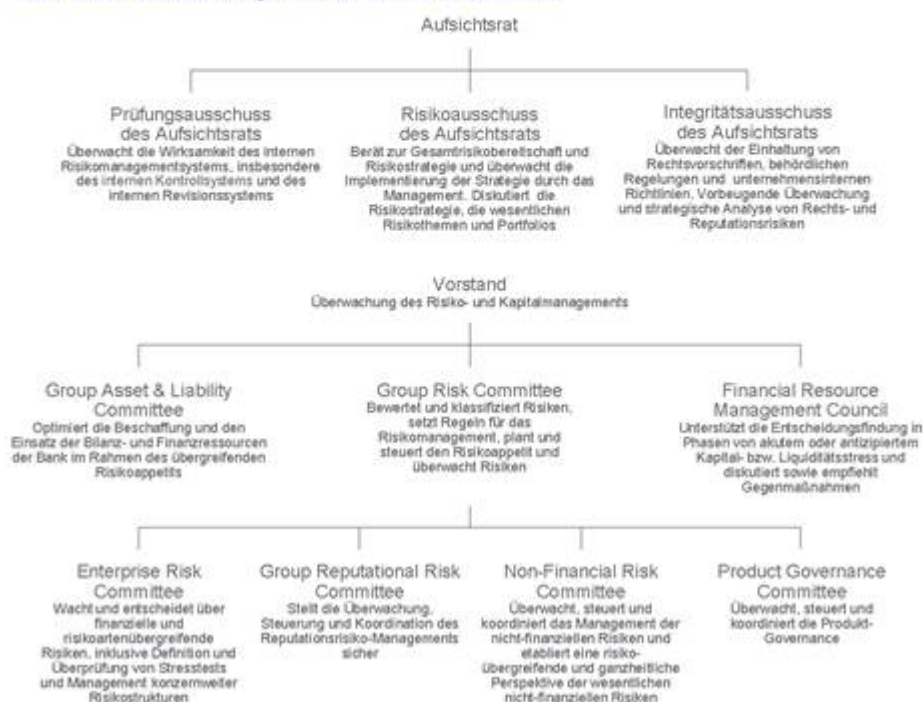 Aufsichtsrat
Prüfungsausschuss
des Aufsichtsrats
Überwacht die Wirksamkeit des internen
Risikomanagementsystems, insbesondere
des internen Kontrollsystems und des
internen Revisionssystems
Risikoausschuss
des Aufsichtsrats
Berät zur Gesamtrisikobereitschaft und
Risikostrategie und überwacht die
Implementierung der Strategie durch das
Management. Diskutiert die
Risikostrategie, die wesentlichen
Risikothemen und Portfolios
Integritätsausschuss
des Aufsichtsrats
Überwacht der Einhaltung von
Rechtsvorschriften, behördlichen
Regelungen und unternehmensinternen
Richtlinien, Vorbeugende Überwachung
und strategische Analyse von Rechts- und
Reputationsrisiken
Vorstand
Überwachung des Risiko- und Kapitalmanagements
Group Asset & Liability
Committee
Optimiert die Beschaffung und den
Einsatz der Bilanz- und Finanzressourcen
der Bank im Rahmen des übergreifenden
Risikoappetits
Group Risk Committee
Bewertet und klassifiziert Risiken,
setzt Regeln für das
Risikomanagement, plant und
steuert den Risikoappetit und
überwacht Risiken
Financial Resource
Management Council
Unterstützt die Entscheidungsfindung in
Phasen von akutem oder antizipiertem
Kapital- bzw. Liquiditätsstress und
diskutiert sowie empfiehlt
Gegenmaßnahmen
Enterprise Risk
Committee
Wacht und entscheidet über
finanzielle und
risikoartenübergreifende
Risiken, inklusive Definition und
Überprüfung von Stresstests
und Management konzernweiter
Risikostrukturen
Group Reputational Risk
Committee
Stellt die Überwachung,
Steuerung und Koordination des
Reputationsrisiko-Managements
sicher
Non-Financial Risk
Committee
Überwacht, steuert und
koordiniert das Management der
nicht-finanziellen Risiken und
etabliert eine risiko-
übergreifende und ganzheitliche
Perspektive der wesentlichen
nicht-finanziellen Risiken
Product Governance
Committee
Überwacht, steuert und
koordiniert die Produkt-
Governance